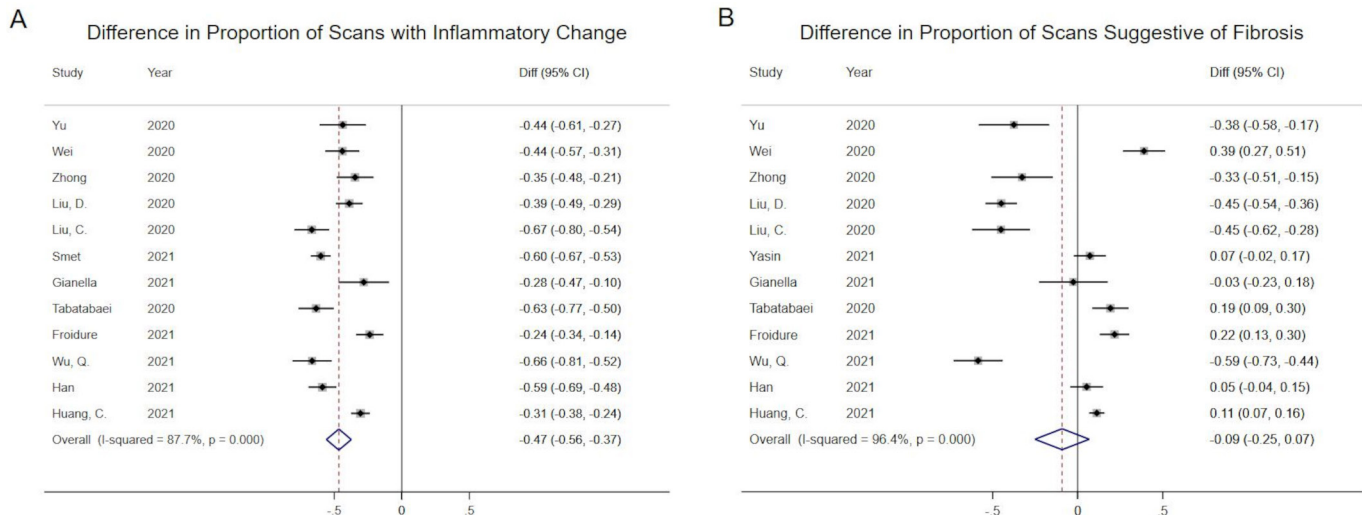 A
Difference in Proportion of Scans with Inflammatory Change
Study Year Diff (95% CI)
Yu 2020 -0.44 (-0.61, -0.27)
Wei 2020 -0.44 (-0.57, -0.31)
Zhong 2020 -0.35 (-0.48, -0.21)
Liu, D. 2020 -0.39 (-0.49, -0.29)
Liu, C. 2020 -0.67 (-0.80, -0.54)
Smet 2021 -0.60 (-0.67, -0.53)
Gianella 2021 -0.28 (-0.47, -0.10)
Tabatabaei 2020 -0.63 (-0.77, -0.50)
Froidure 2021 -0.24 (-0.34, -0.14)
Wu, Q. 2021 -0.66 (-0.81, -0.52)
Han 2021 -0.59 (-0.69, -0.48)
Huang, C. 2021 -0.31 (-0.38, -0.24)
Overall (I-squared = 87.7%, p = 0.000) -0.47 (-0.56, -0.37)
-.5 0 .5
B
Difference in Proportion of Scans Suggestive of Fibrosis
Study Year Diff (95% CI)
Yu 2020 -0.38 (-0.58, -0.17)
Wei 2020 0.39 (0.27, 0.51)
Zhong 2020 -0.33 (-0.51, -0.15)
Liu, D. 2020 -0.45 (-0.54, -0.36)
Liu, C. 2020 -0.45 (-0.62, -0.28)
Yasin 2021 0.07 (-0.02, 0.17)
Gianella 2021 -0.03 (-0.23, 0.18)
Tabatabaei 2020 0.19 (0.09, 0.30)
Froidure 2021 0.22 (0.13, 0.30)
Wu, Q. 2021 -0.59 (-0.73, -0.44)
Han 2021 0.05 (-0.04, 0.15)
Huang, C. 2021 0.11 (0.07, 0.16)
Overall (I-squared = 96.4%, p = 0.000) -0.09 (-0.25, 0.07)
-.5 0 .5